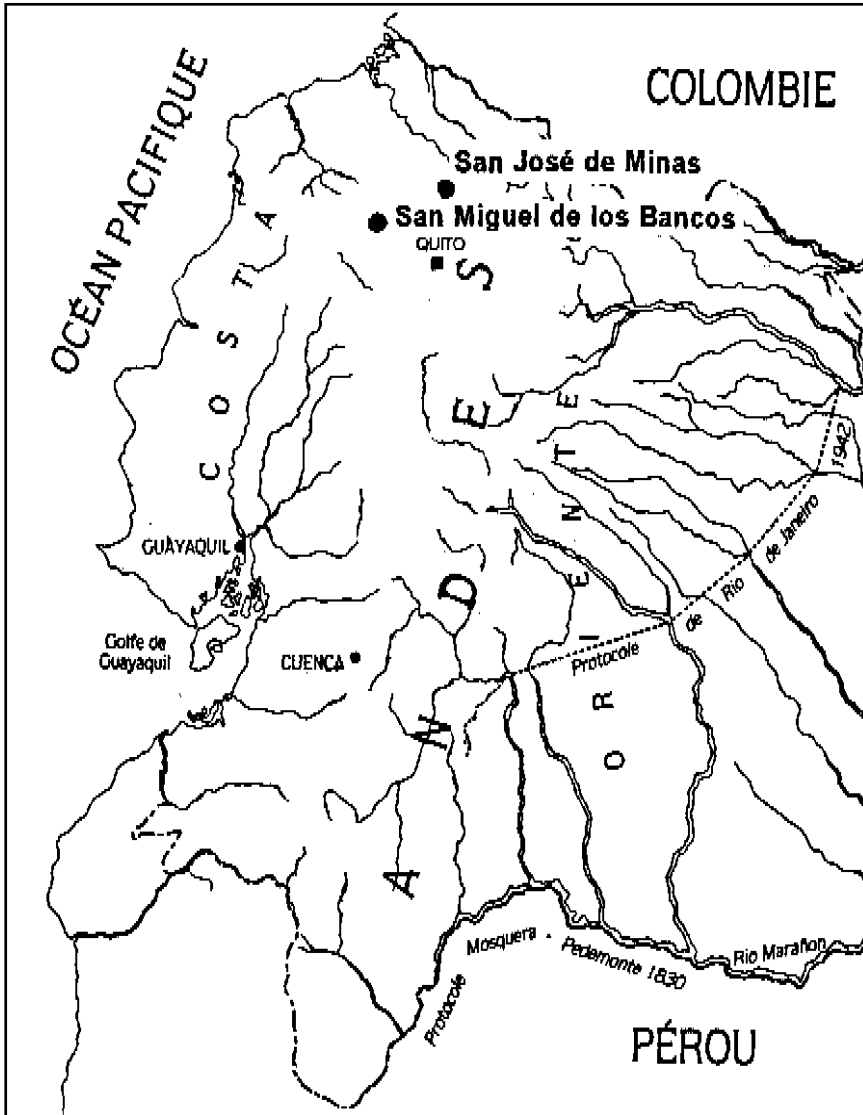 OCÉAN PACIFIQUE
COLOMBIE
San José de Minas
San Miguel de los Bancos
QUITO
COSTA
ANDES
ORIENTE
GUAYAQUIL
Golfe de
Guayaquil
CUENCA
Protocole de Rio de Janeiro 1942
Protocole Mosquera - Pedemonte 1830
Rio Marañon
PÉROU